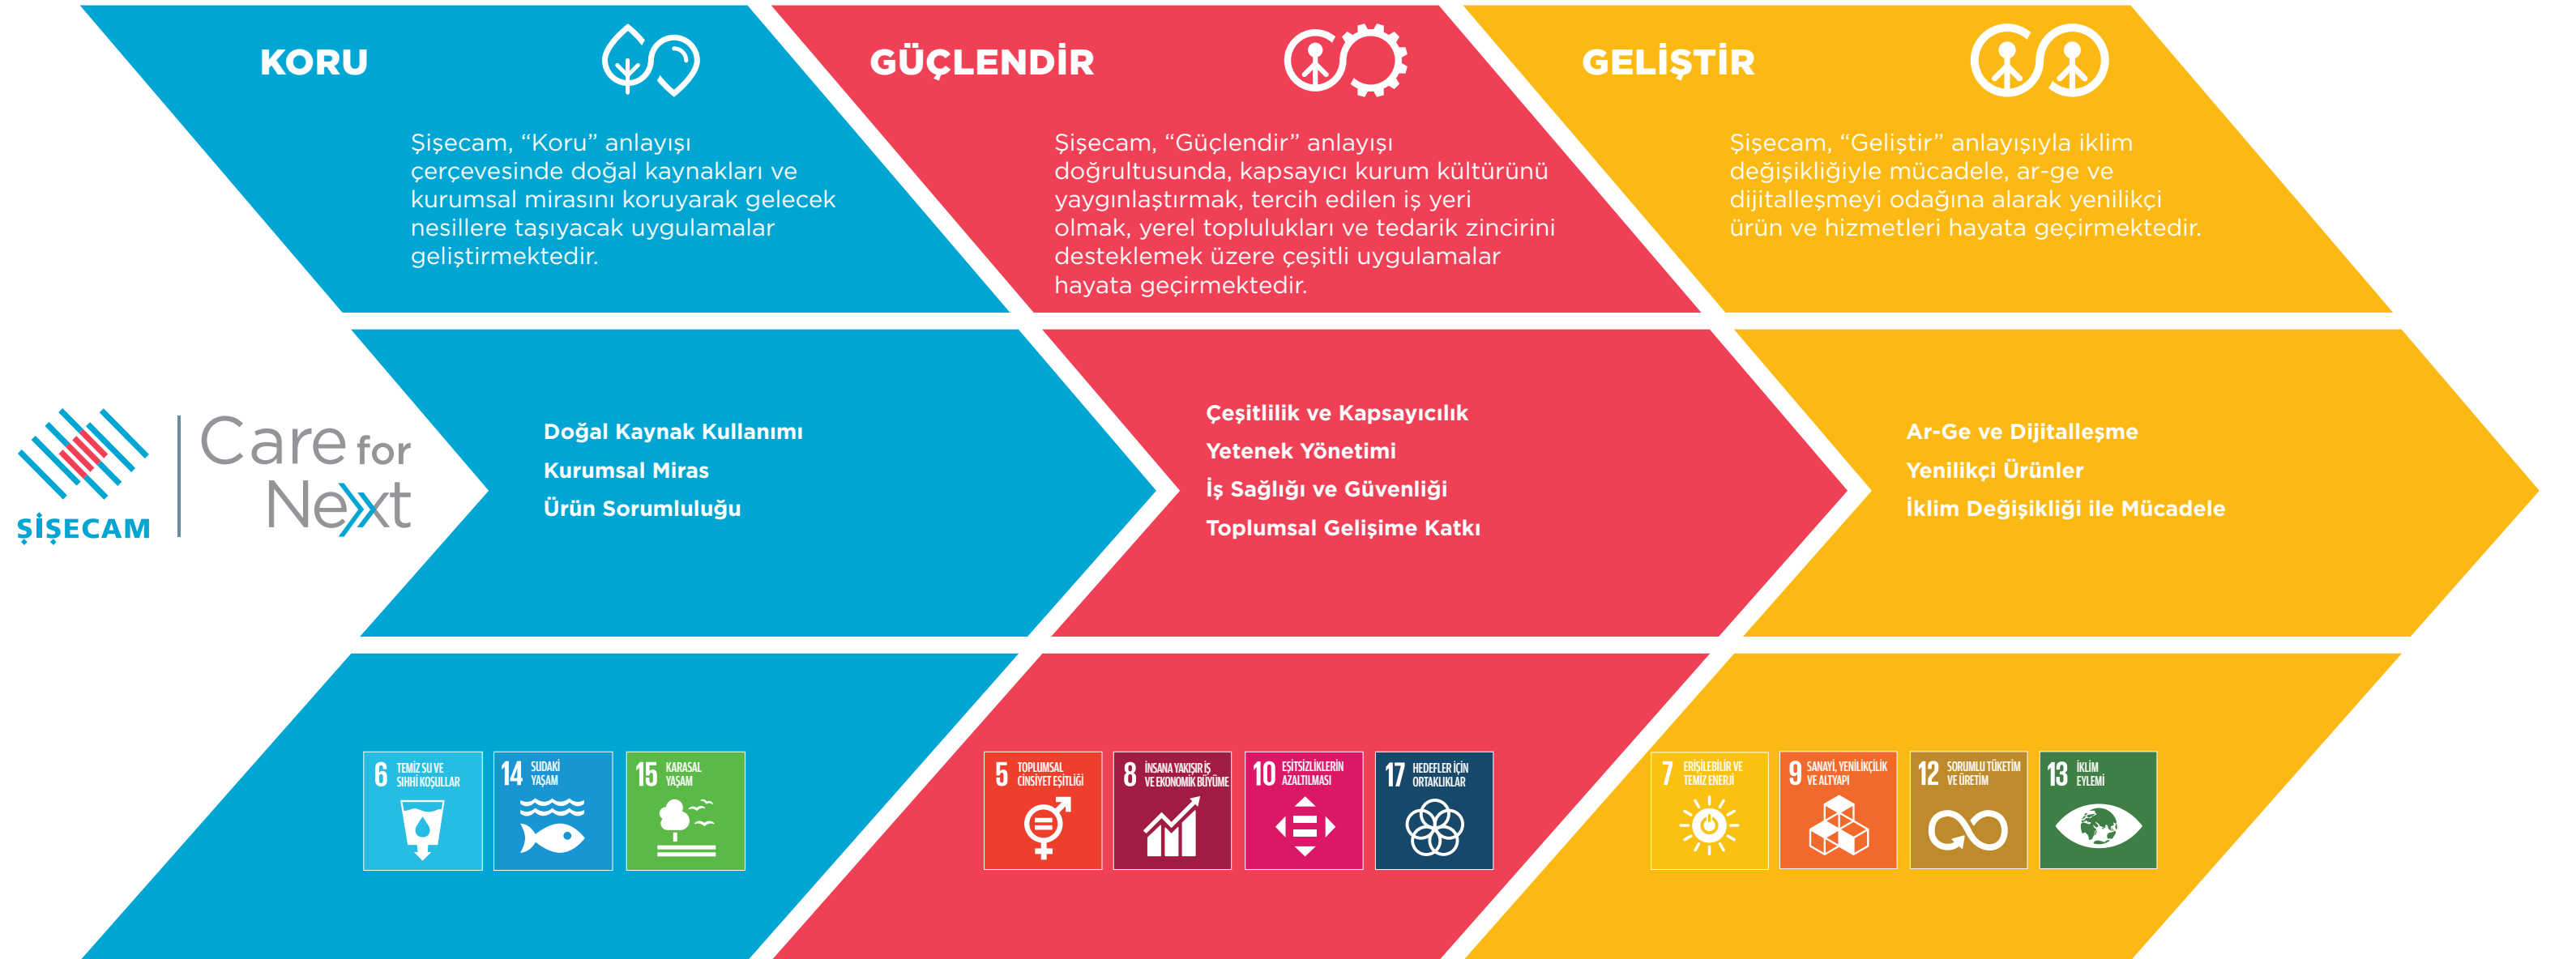 KORU
Şişecam, “Koru” anlayışı
çerçevesinde doğal kaynakları ve
kurumsal mirasını koruyarak gelecek
nesillere taşıyacak uygulamalar
geliştirmektedir.
GÜÇLENDİR
Şişecam, “Güçlendir” anlayışı
doğrultusunda, kapsayıcı kurum kültürünü
yaygınlaştırmak, tercih edilen iş yeri
olmak, yerel toplulukları ve tedarik zincirini
desteklemek üzere çeşitli uygulamalar
hayata geçirmektedir.
GELİŞTİR
Şişecam, “Geliştir” anlayışıyla iklim
değişikliğiyle mücadele, ar-ge ve
dijitalleşmeyi odağına alarak yenilikçi
ürün ve hizmetleri hayata geçirmektedir.
ŞİŞECAM
Care for
Next
Doğal Kaynak Kullanımı
Kurumsal Miras
Ürün Sorumluluğu
Çeşitlilik ve Kapsayıcılık
Yetenek Yönetimi
İş Sağlığı ve Güvenliği
Toplumsal Gelişime Katkı
Ar-Ge ve Dijitalleşme
Yenilikçi Ürünler
İklim Değişikliği ile Mücadele
6 TEMİZ SU VE
SIHHİ KOŞULLAR
14 SUDAKİ
YAŞAM
15 KARASAL
YAŞAM
5 TOPLUMSAL
CİNSİYET EŞİTLİĞİ
8 İNSANA YAKIŞIR İŞ
VE EKONOMİK BÜYÜME
10 EŞİTSİZLİKLERİN
AZALTILMASI
17 HEDEFLER İÇİN
ORTAKLIKLAR
7 ERİŞİLEBİLİR VE
TEMİZ ENERJİ
9 SANAYİ, YENİLİKÇİLİK
VE ALTYAPI
12 SORUMLU TÜKETİM
VE ÜRETİM
13 İKLİM
EYLEMİ